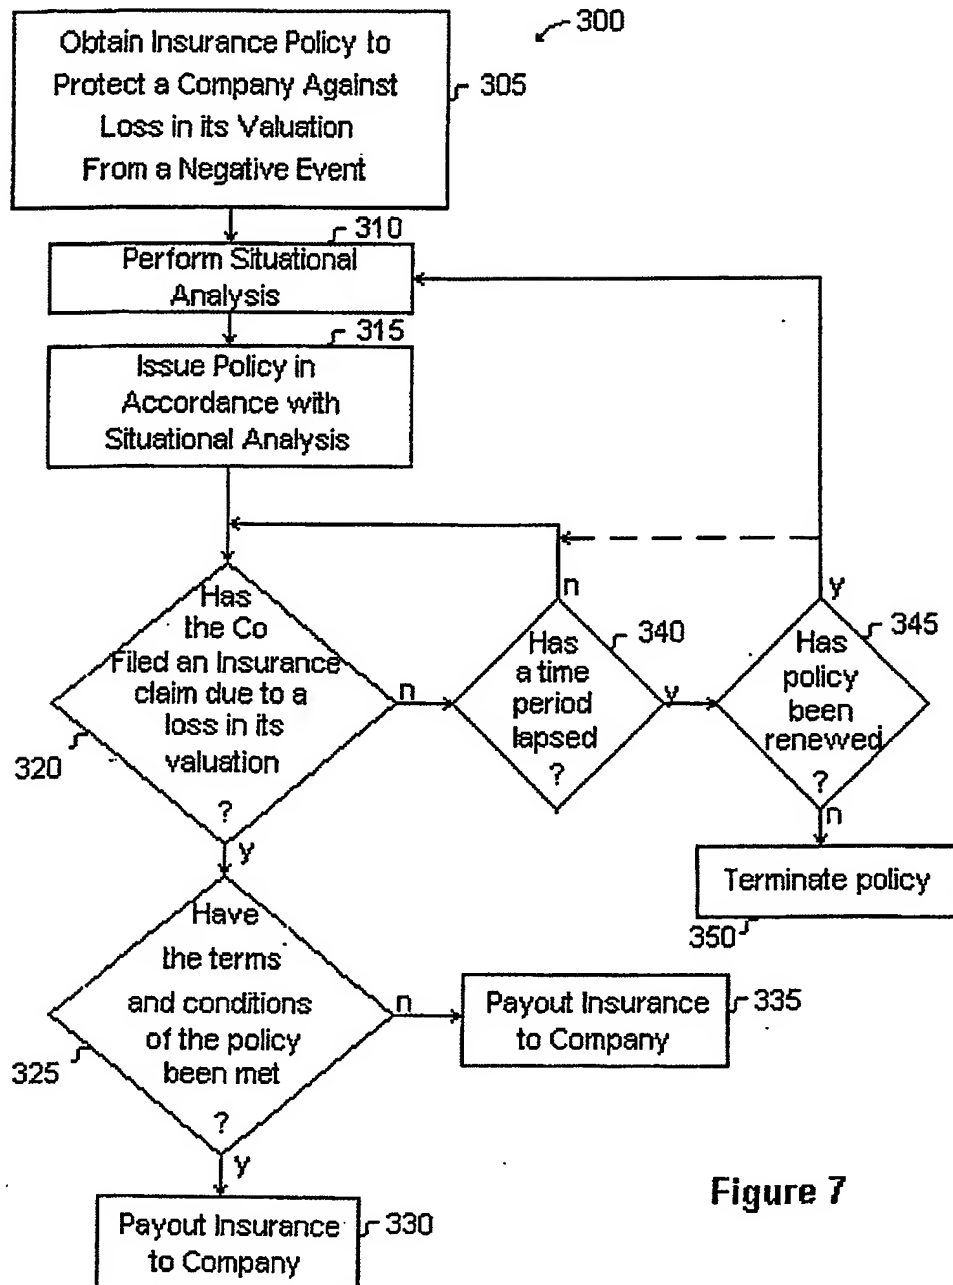 300
Obtain Insurance Policy to
Protect a Company Against
Loss in its Valuation
From a Negative Event
305
310
Perform Situational
Analysis
315
Issue Policy in
Accordance with
Situational Analysis
Has
the Co
Filed an Insurance
claim due to a
loss in its
valuation
?
320
n
y
Has
a time
period
lapsed
?
340
n
y
Has
policy
been
renewed
?
345
y
n
Terminate policy
350
Have
the terms
and conditions
of the policy
been met
?
325
n
y
Payout Insurance
to Company
335
Payout Insurance
to Company
330
Figure 7